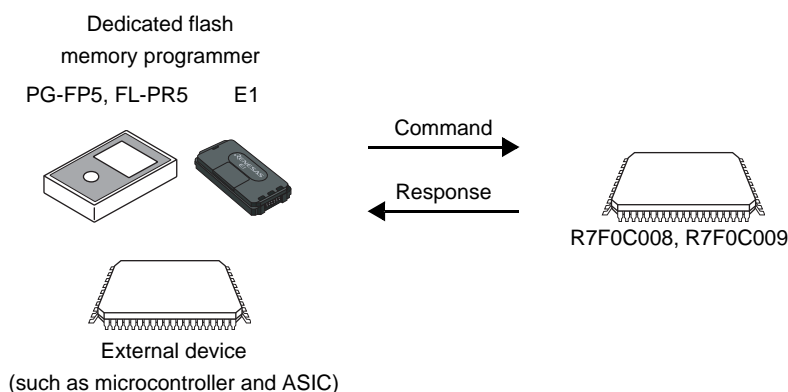 Dedicated flash
memory programmer
PG-FP5, FL-PR5 E1
RENESAS
Command
Response
R7F0C008, R7F0C009
External device
(such as microcontroller and ASIC)